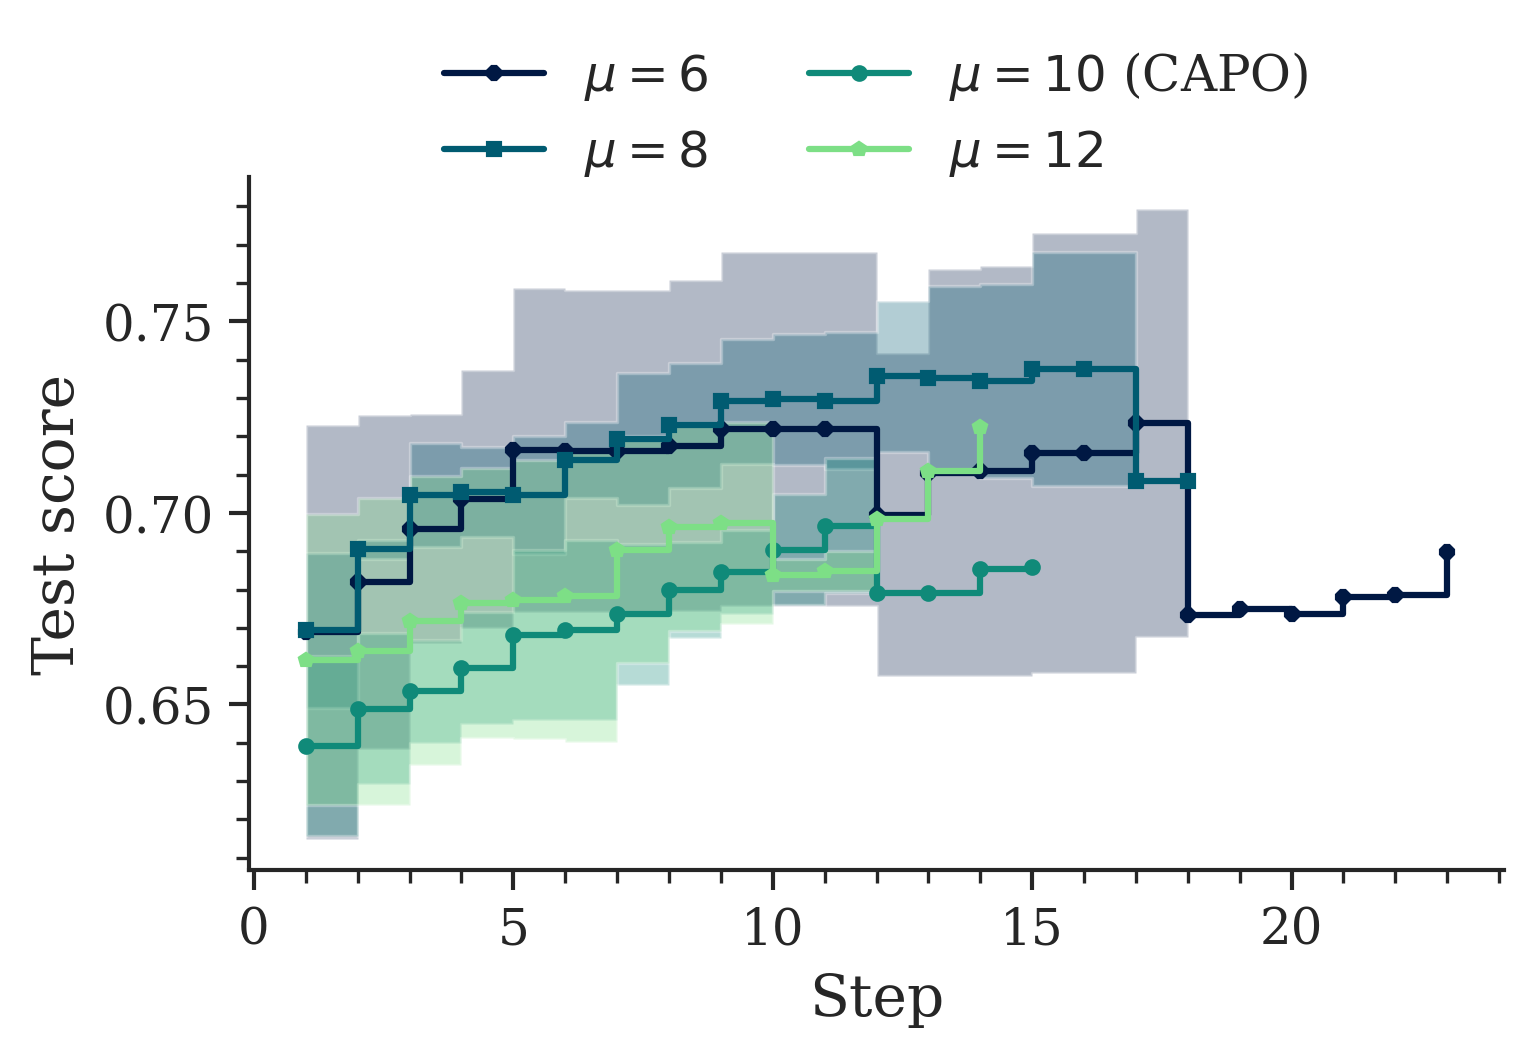 μ = 6
μ = 10 (CAPO)
μ = 8
μ = 12
Test score
0.75
0.70
0.65
0 5 10 15 20
Step